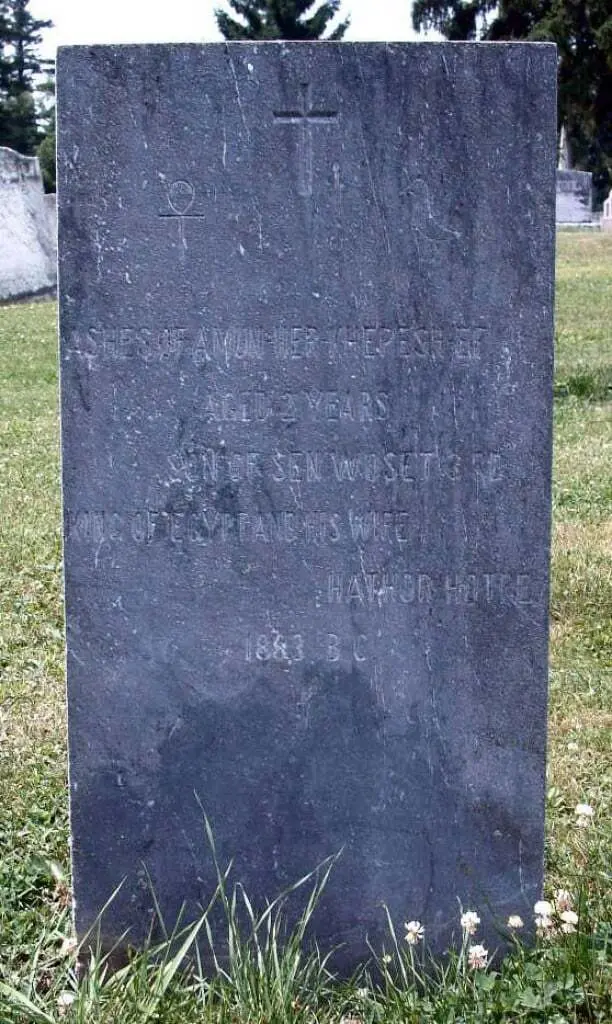 ASHES OF AMUN-HER-KHEPESH-EF
AGED 2 YEARS
SON OF SEN WOSET 3RD
KING OF EGYPT AND HIS WIFE
HATHOR HOTPE
1883 B C